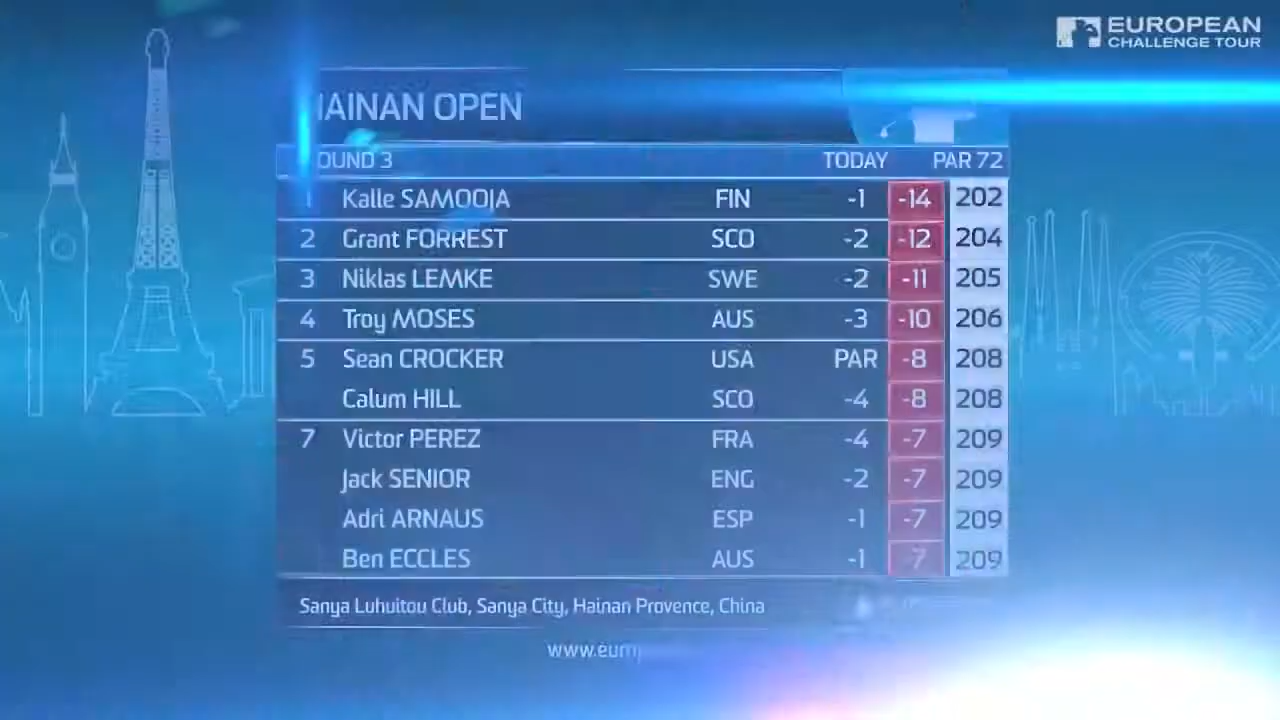 EUROPEAN
CHALLENGE TOUR
HAINAN OPEN
ROUND 3 TODAY PAR 72
1 Kalle SAMOOJA FIN -1 -14 202
2 Grant FORREST SCO -2 -12 204
3 Niklas LEMKE SWE -2 -11 205
4 Troy MOSES AUS -3 -10 206
5 Sean CROCKER USA PAR -8 208
Calum HILL SCO -4 -8 208
7 Victor PEREZ FRA -4 -7 209
Jack SENIOR ENG -2 -7 209
Adri ARNAUS ESP -1 -7 209
Ben ECCLES AUS -1 -7 209
Sanya Luhuitou Club, Sanya City, Hainan Provence, China